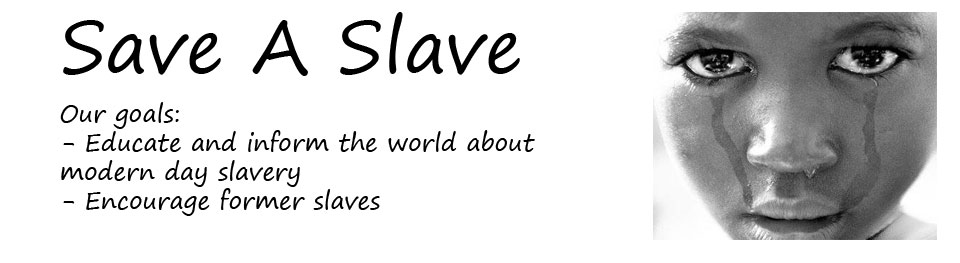 Save A Slave
Our goals:
- Educate and inform the world about
modern day slavery
- Encourage former slaves